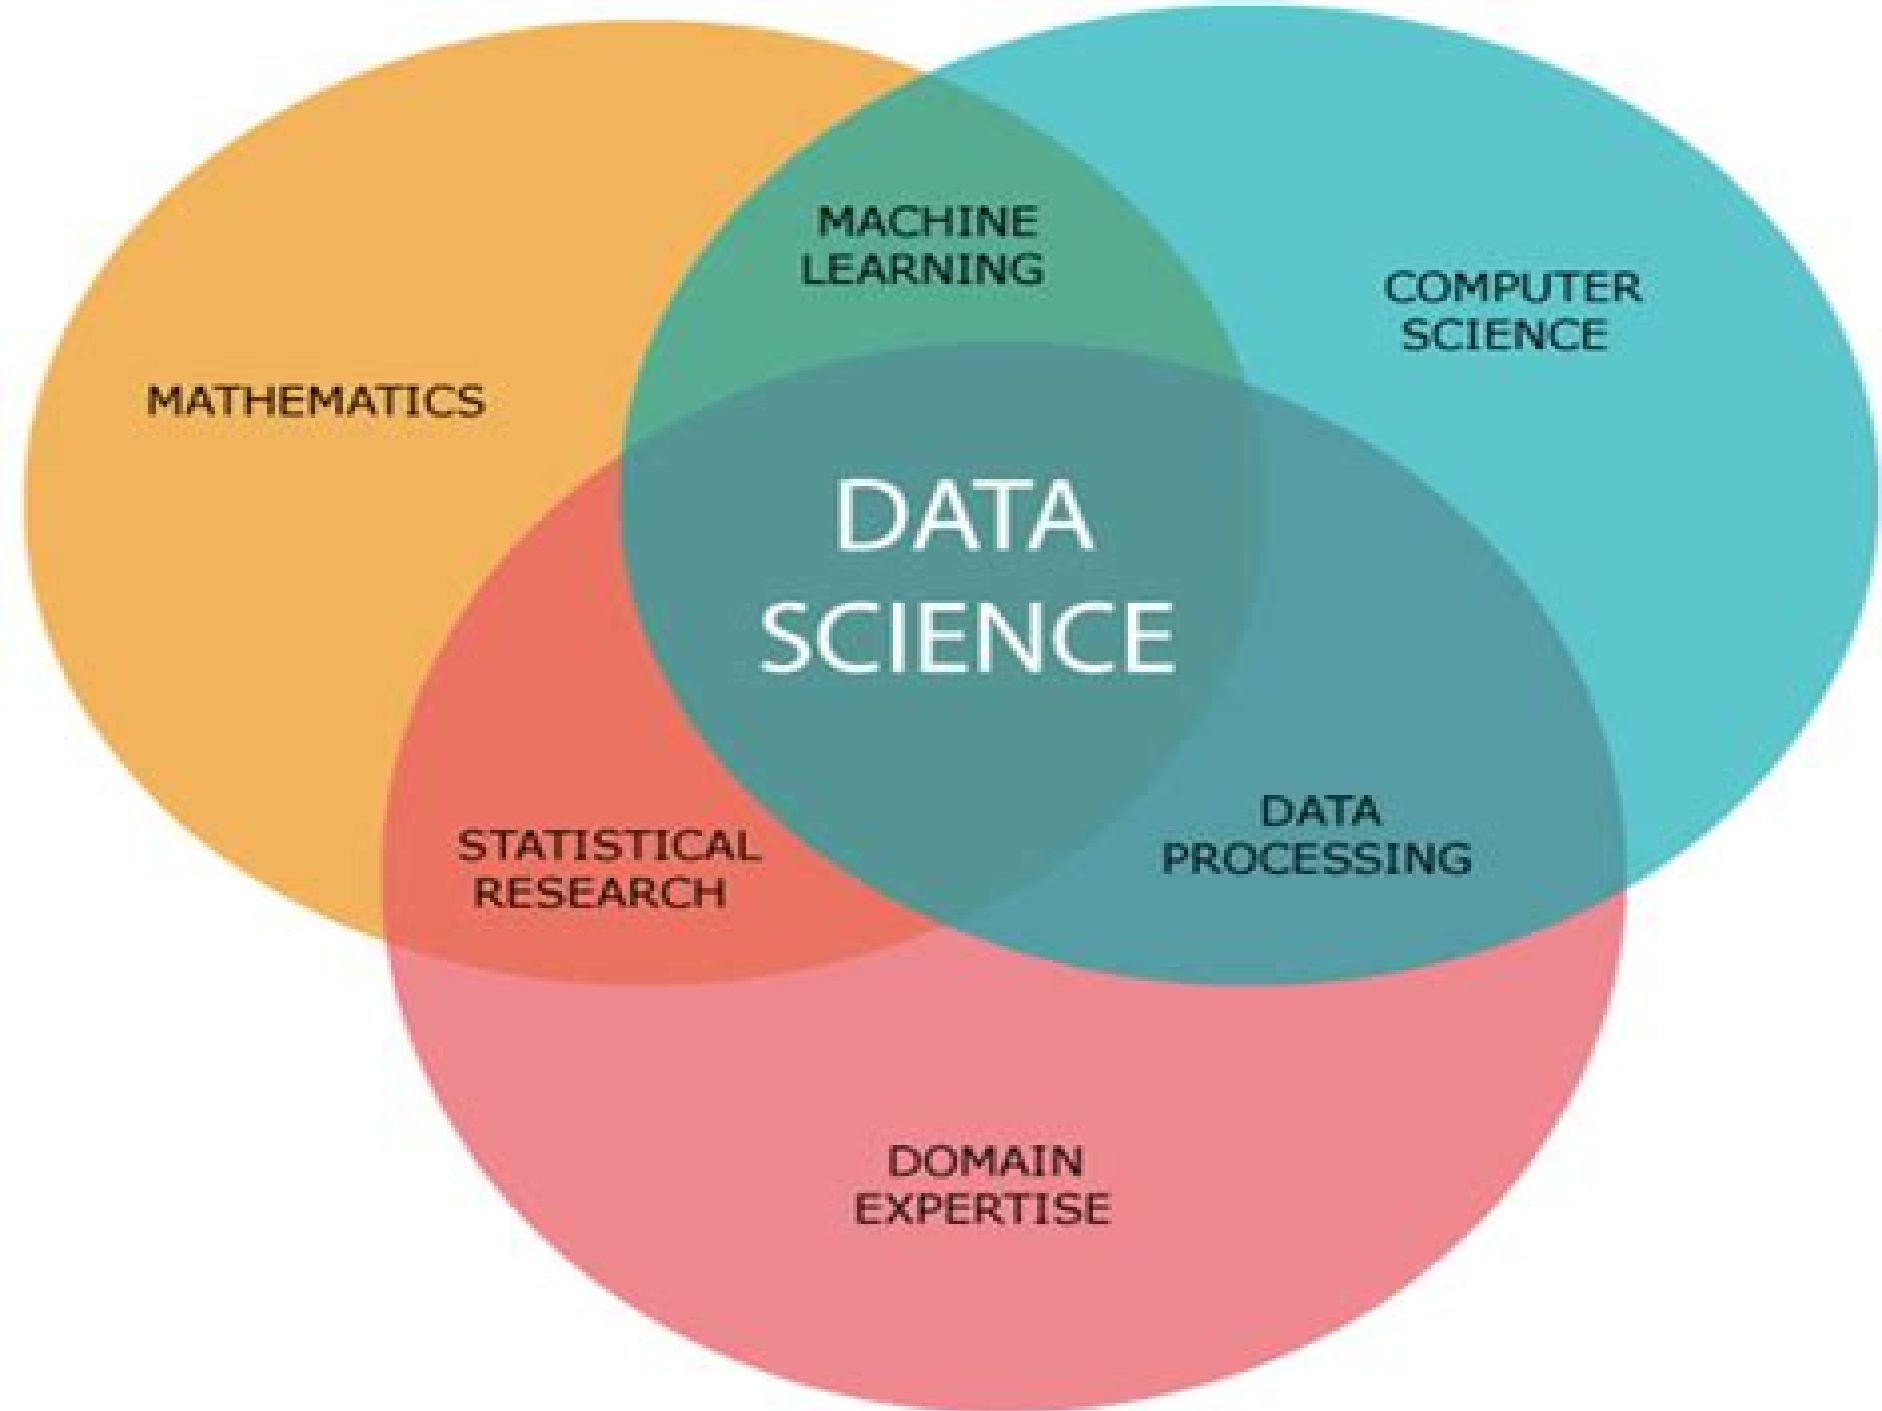 MACHINE
LEARNING
COMPUTER
SCIENCE
MATHEMATICS
DATA
SCIENCE
STATISTICAL
RESEARCH
DATA
PROCESSING
DOMAIN
EXPERTISE